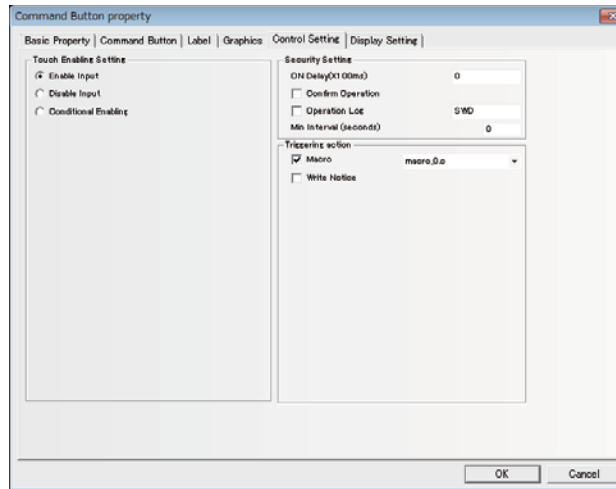 Command Button property
Basic Property | Command Button | Label | Graphics | Control Setting | Display Setting |
Touch Enabling Setting
Enable Input
Disable Input
Conditional Enabling
Security Setting
ON Delay(X100ms) 0
Confirm Operation
Operation Log SWD
Min Interval (seconds) 0
Triggering action
Macro macro_0.c
Write Notice
OK Cancel